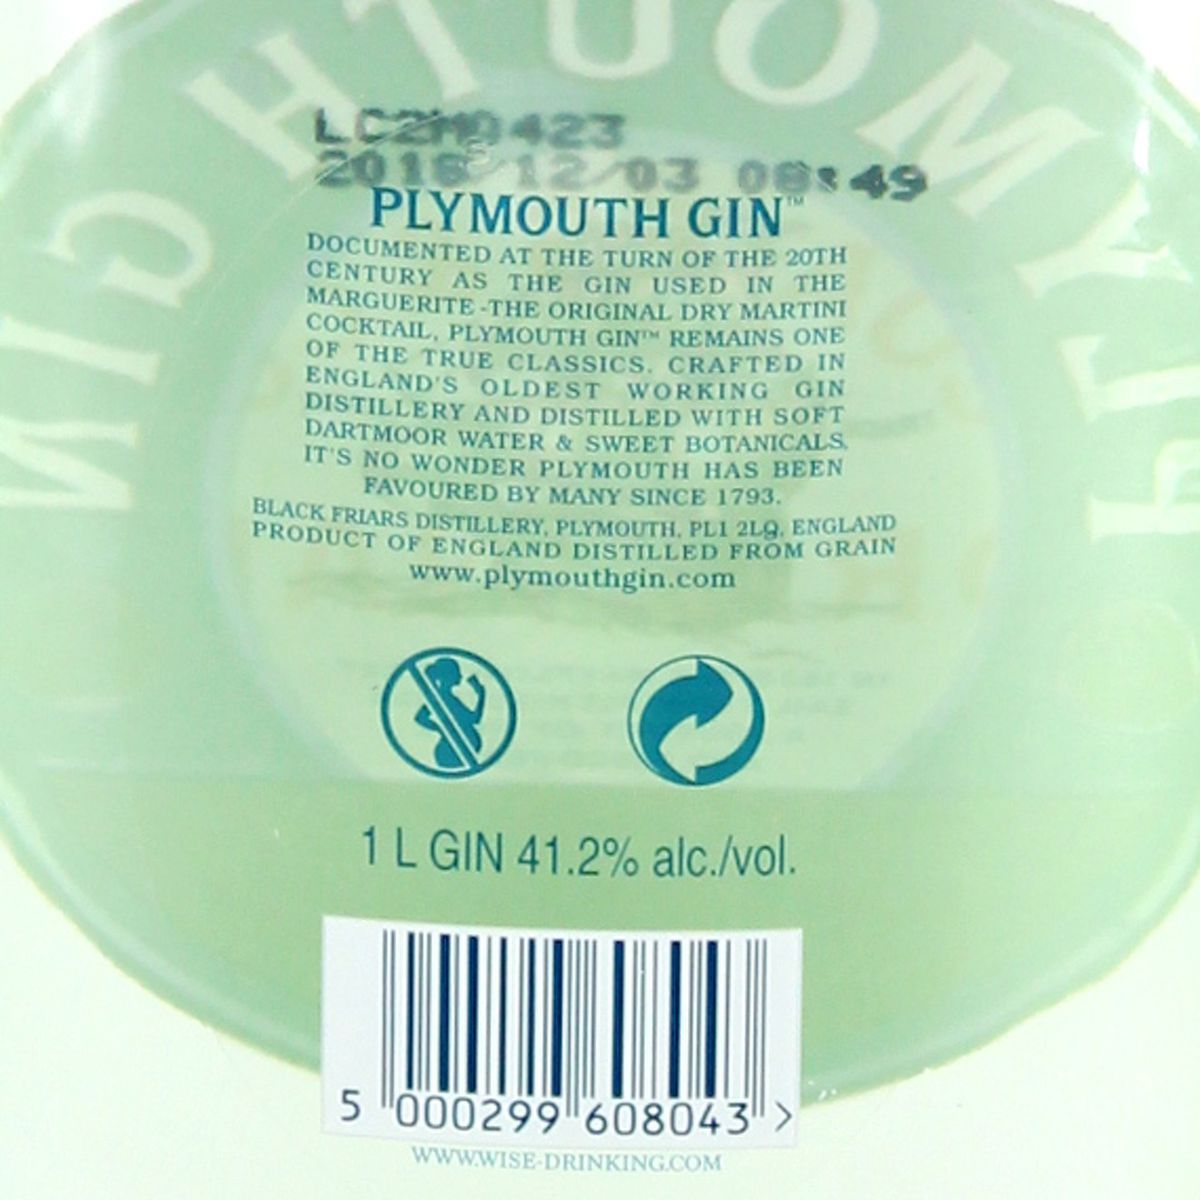 PLYMOUTH GIN
LC2M0423
2018/12/03 08:49
PLYMOUTH GIN™
DOCUMENTED AT THE TURN OF THE 20TH
CENTURY AS THE GIN USED IN THE
MARGUERITE -THE ORIGINAL DRY MARTINI
COCKTAIL, PLYMOUTH GIN™ REMAINS ONE
OF THE TRUE CLASSICS. CRAFTED IN
ENGLAND'S OLDEST WORKING GIN
DISTILLERY AND DISTILLED WITH SOFT
DARTMOOR WATER & SWEET BOTANICALS.
IT'S NO WONDER PLYMOUTH HAS BEEN
FAVOURED BY MANY SINCE 1793.
BLACK FRIARS DISTILLERY, PLYMOUTH, PL1 2LQ, ENGLAND
PRODUCT OF ENGLAND DISTILLED FROM GRAIN
www.plymouthgin.com
1 L GIN 41.2% alc./vol.
5 000299 608043 >
WWW.WISE-DRINKING.COM